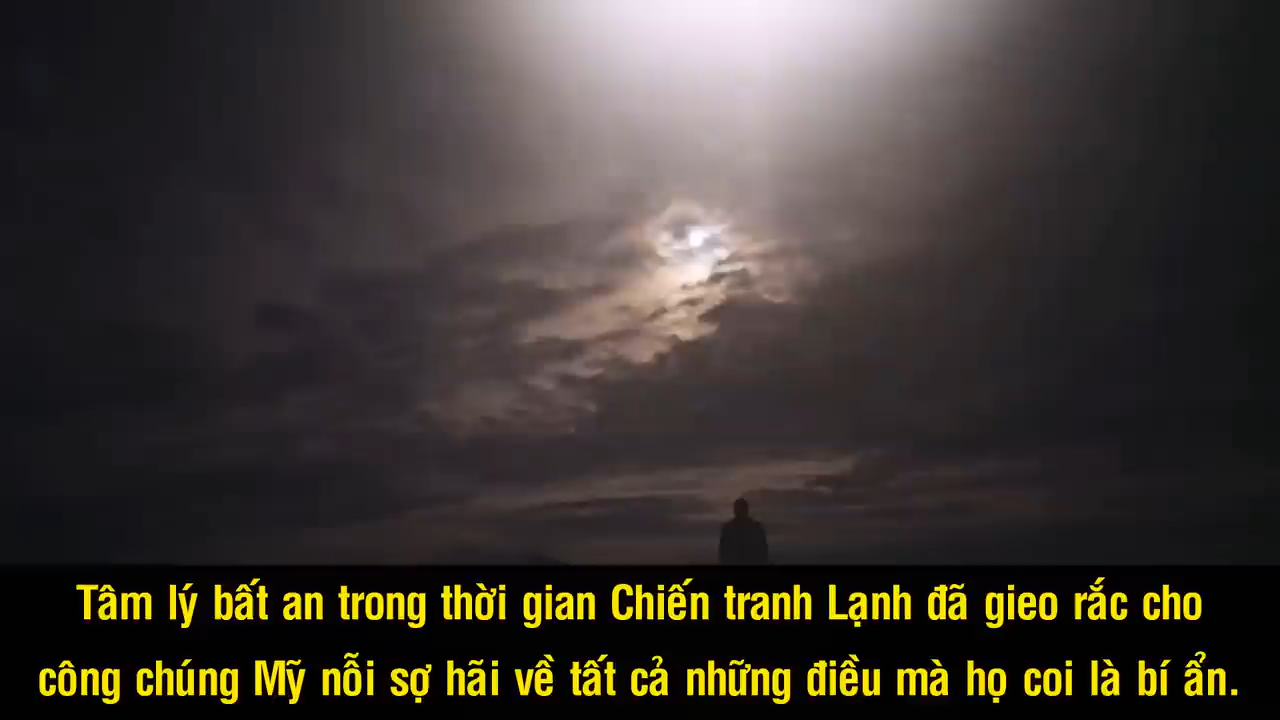 Tâm lý bất an trong thời gian Chiến tranh Lạnh đã gieo rắc cho
công chúng Mỹ nỗi sợ hãi về tất cả những điều mà họ coi là bí ẩn.